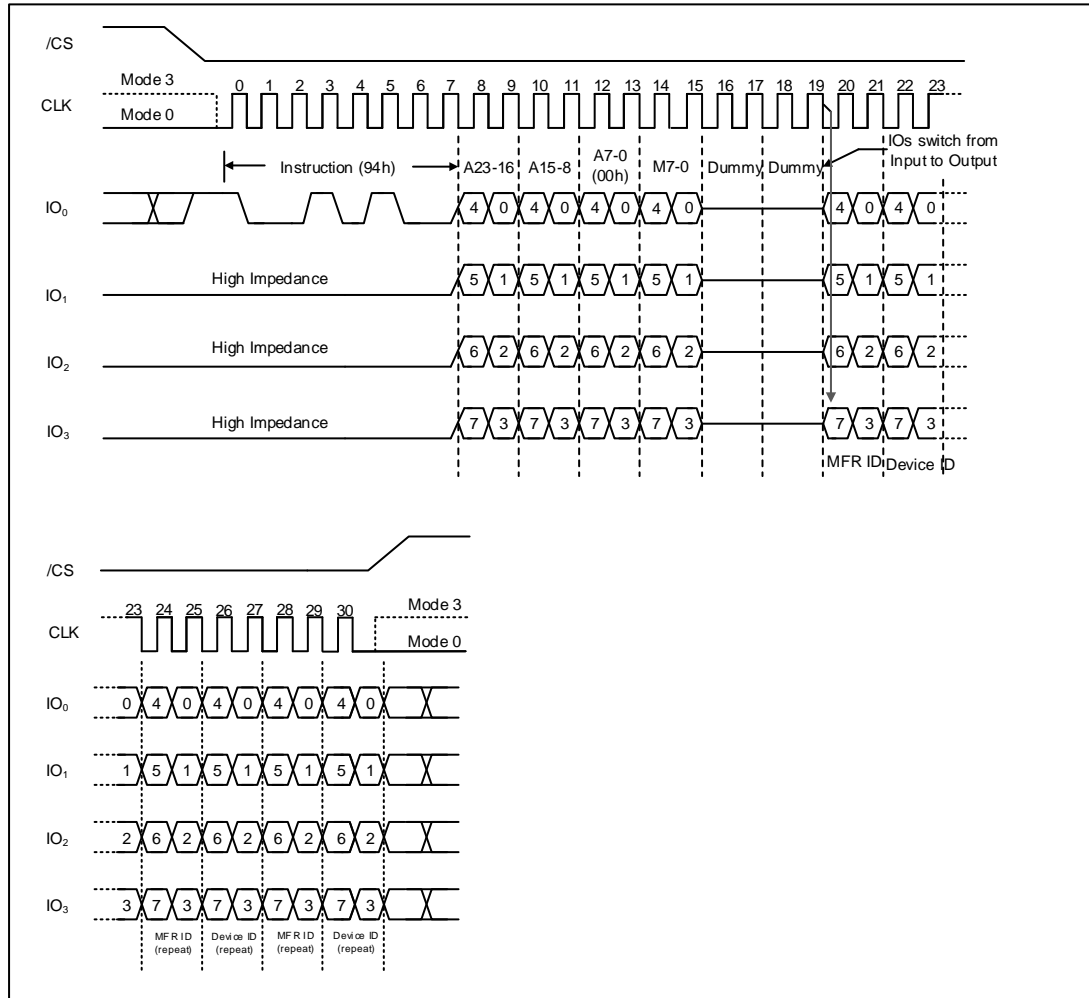 /CS
Mode 3
0 1 2 3 4 5 6 7 8 9 10 11 12 13 14 15 16 17 18 19 20 21 22 23
CLK
Mode 0
IOs switch from
Input to Output
Instruction (94h) A23-16 A15-8 A7-0 (00h) M7-0 Dummy Dummy
IO₀ 4 0 4 0 4 0 4 0 4 0 4 0
IO₁ High Impedance 5 1 5 1 5 1 5 1 5 1 5 1
IO₂ High Impedance 6 2 6 2 6 2 6 2 6 2 6 2
IO₃ High Impedance 7 3 7 3 7 3 7 3 7 3 7 3
MFR ID Device ID
/CS
23 24 25 26 27 28 29 30 Mode 3
CLK
Mode 0
IO₀ 0 4 0 4 0 4 0 4 0
IO₁ 1 5 1 5 1 5 1 5 1
IO₂ 2 6 2 6 2 6 2 6 2
IO₃ 3 7 3 7 3 7 3 7 3
MFR ID Device ID MFR ID Device ID
(repeat) (repeat) (repeat) (repeat)